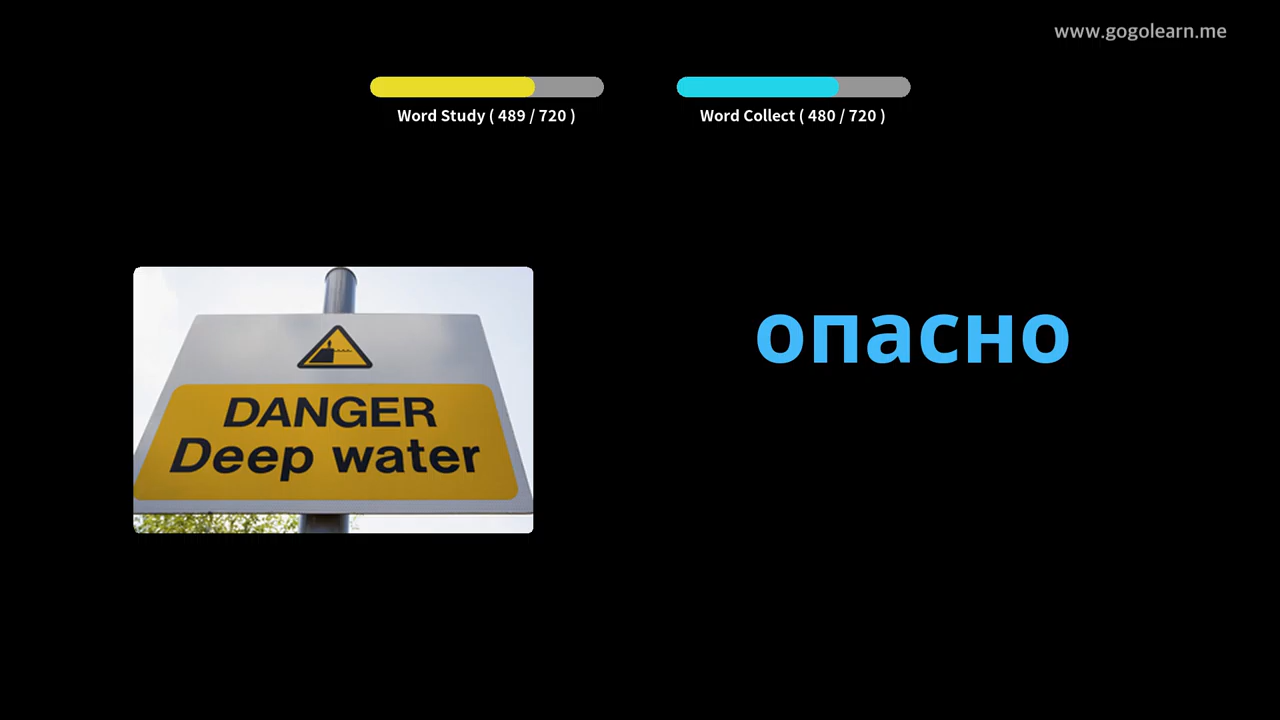 www.gogolearn.me
Word Study ( 489 / 720 )
Word Collect ( 480 / 720 )
опасно
DANGER
Deep water